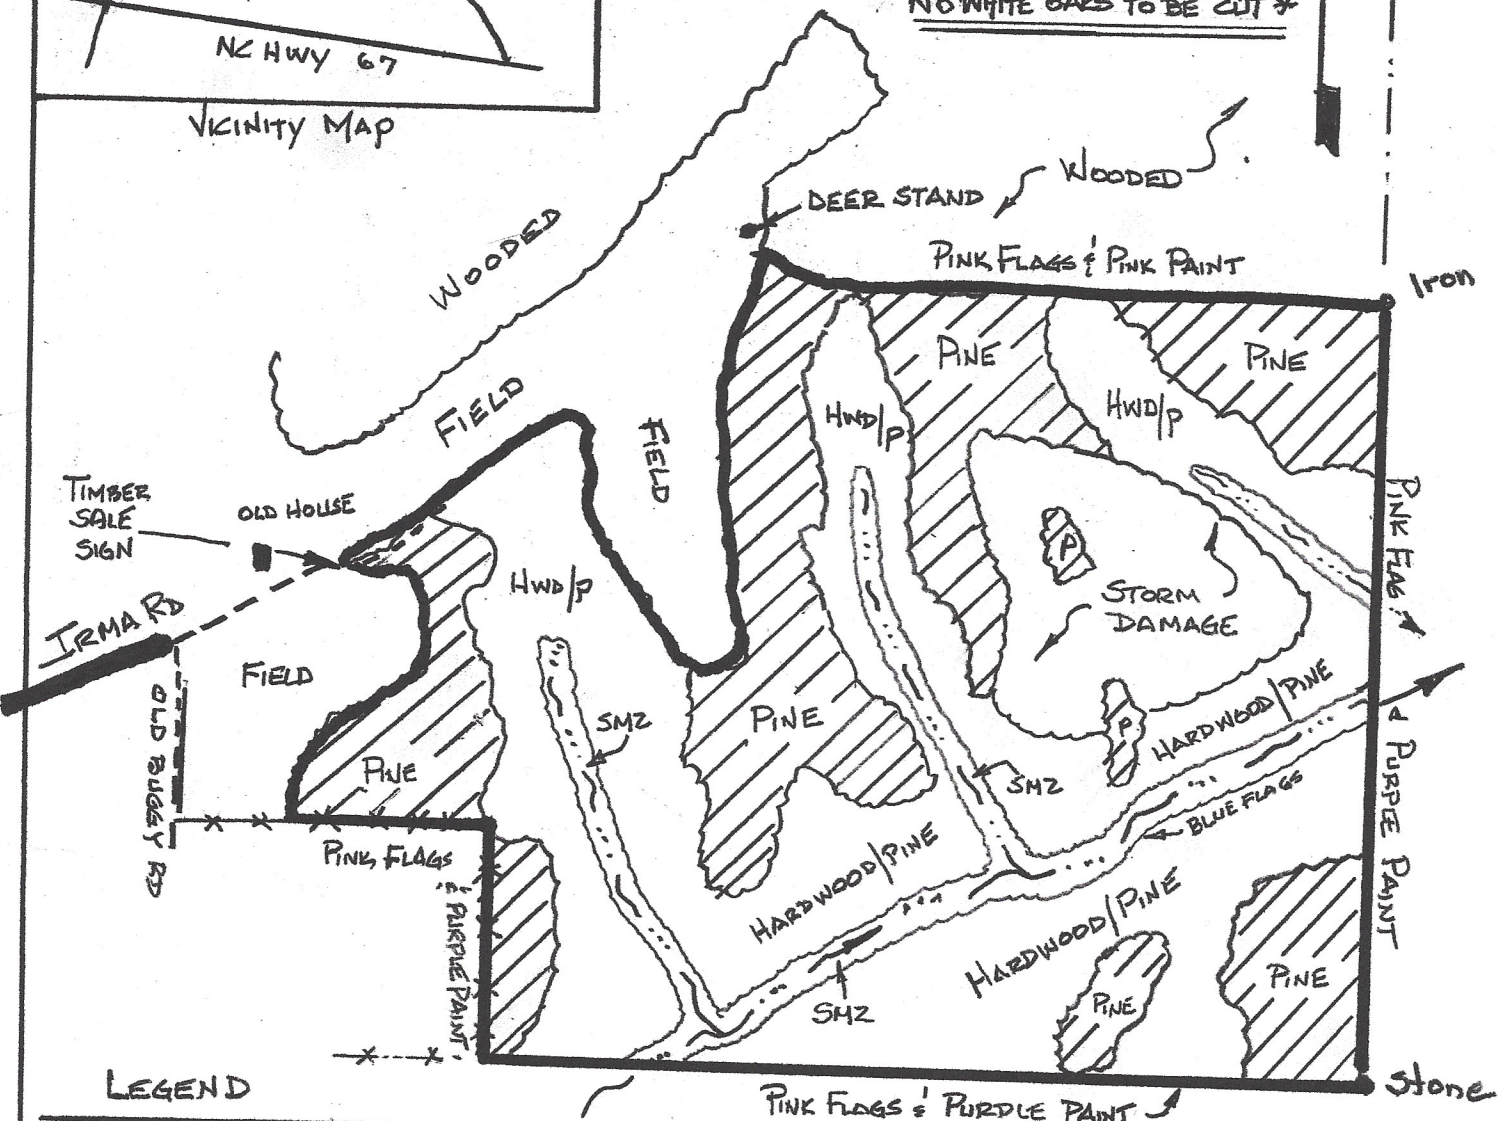 NO WHITE OAKS TO BE CUT *
NC HWY 67
VICINITY MAP
WOODED
DEER STAND
WOODED
PINK FLAGS & PINK PAINT
Iron
PINE
PINE
HWD/P
HWD/P
FIELD
FIELD
TIMBER
SALE
SIGN
OLD HOUSE
PINK FLAGS & PURPLE PAINT
HWD/P
P
STORM
DAMAGE
IRMA RD
FIELD
OLD BUGGY RD
SMZ
PINE
PINE
P
HARDWOOD/PINE
SMZ
BLUE FLAGS
PINK FLAGS
& PURPLE PAINT
HARDWOOD/PINE
HARDWOOD/PINE
PINE
PINE
SMZ
LEGEND
PINK FLAGS & PURPLE PAINT
Stone